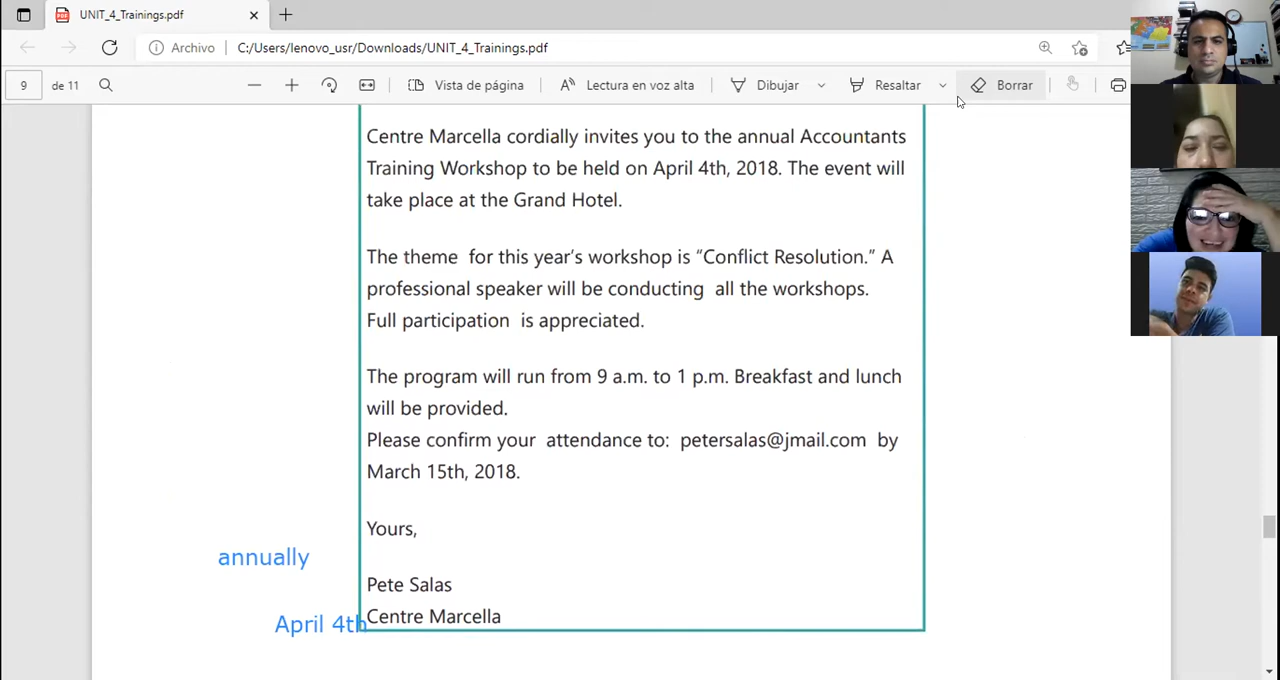 UNIT_4_Trainings.pdf
Archivo
C:/Users/lenovo_usr/Downloads/UNIT_4_Trainings.pdf
9 de 11
Vista de página
Lectura en voz alta
Dibujar
Resaltar
Borrar
Centre Marcella cordially invites you to the annual Accountants
Training Workshop to be held on April 4th, 2018. The event will
take place at the Grand Hotel.
The theme for this year's workshop is “Conflict Resolution.” A
professional speaker will be conducting all the workshops.
Full participation is appreciated.
The program will run from 9 a.m. to 1 p.m. Breakfast and lunch
will be provided.
Please confirm your attendance to: petersalas@jmail.com by
March 15th, 2018.
Yours,
annually
Pete Salas
Centre Marcella
April 4th